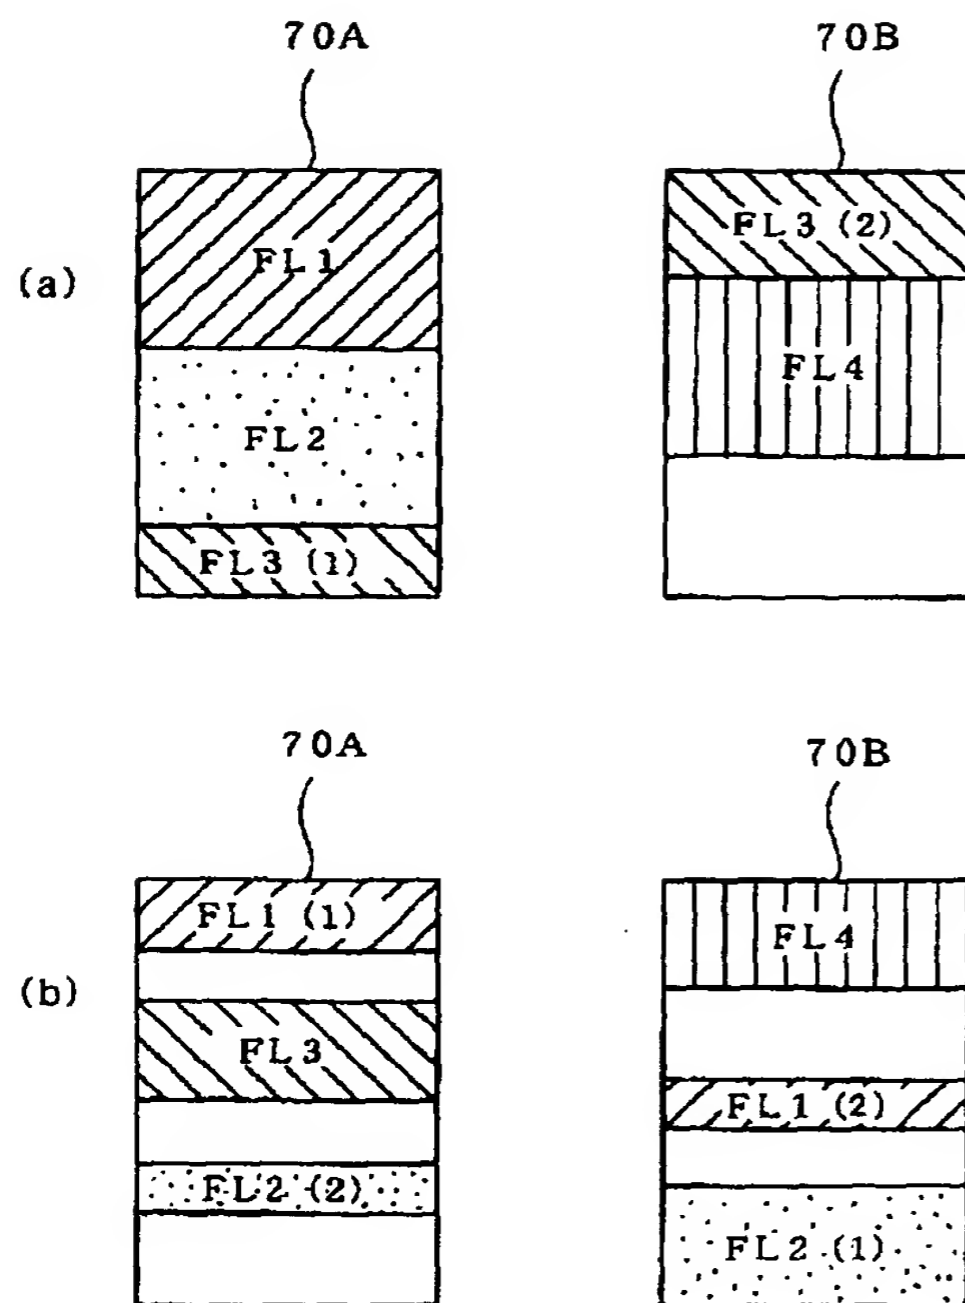 70A 70B
(a)
FL1
FL2
FL3 (1)
FL3 (2)
FL4
70A 70B
(b)
FL1 (1)
FL3
FL2 (2)
FL4
FL1 (2)
FL2 (1)